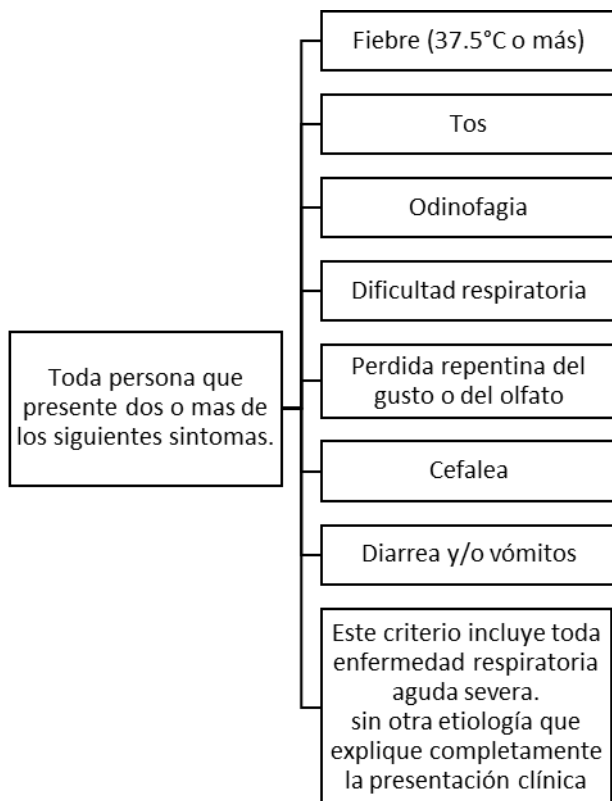 Fiebre (37.5°C o más)
Tos
Odinofagia
Dificultad respiratoria
Toda persona que
presente dos o mas de
los siguientes sintomas.
Perdida repentina del
gusto o del olfato
Cefalea
Diarrea y/o vómitos
Este criterio incluye toda
enfermedad respiratoria
aguda severa.
sin otra etiología que
explique completamente
la presentación clínica